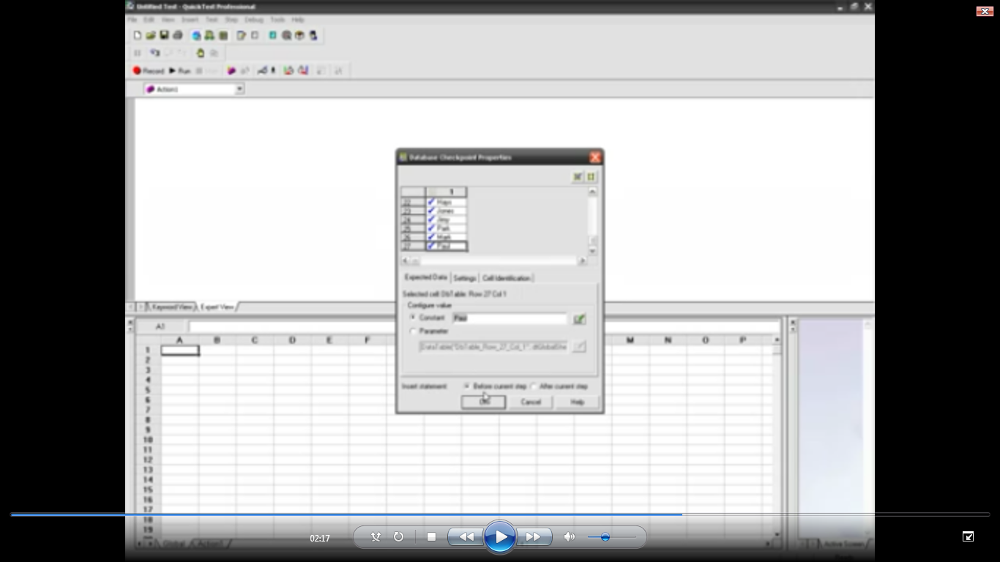 Untitled Test - QuickTest Professional
File Edit View Insert Test Step Debug Tools Help
Record Run
Action1
Database Checkpoint Properties
1
22 Hays
23 Jones
24 Jimy
25 Park
26 Mark
27 Paul
Expected Data Settings Cell Identification
Selected cell DbTable: Row 27 Col 1
Configure value
Constant Paul
Parameter
DataTable("DbTable_Row_27_Col_1", dtGlobalShe
Insert statement: Before current step After current step
OK Cancel Help
Keyword View Expert View
A1
A B C D E F M N O P
1
2
3
4
5
6
7
8
9
10
11
12
13
14
15
16
17
18
19
Global Action1 Active Screen
02:17